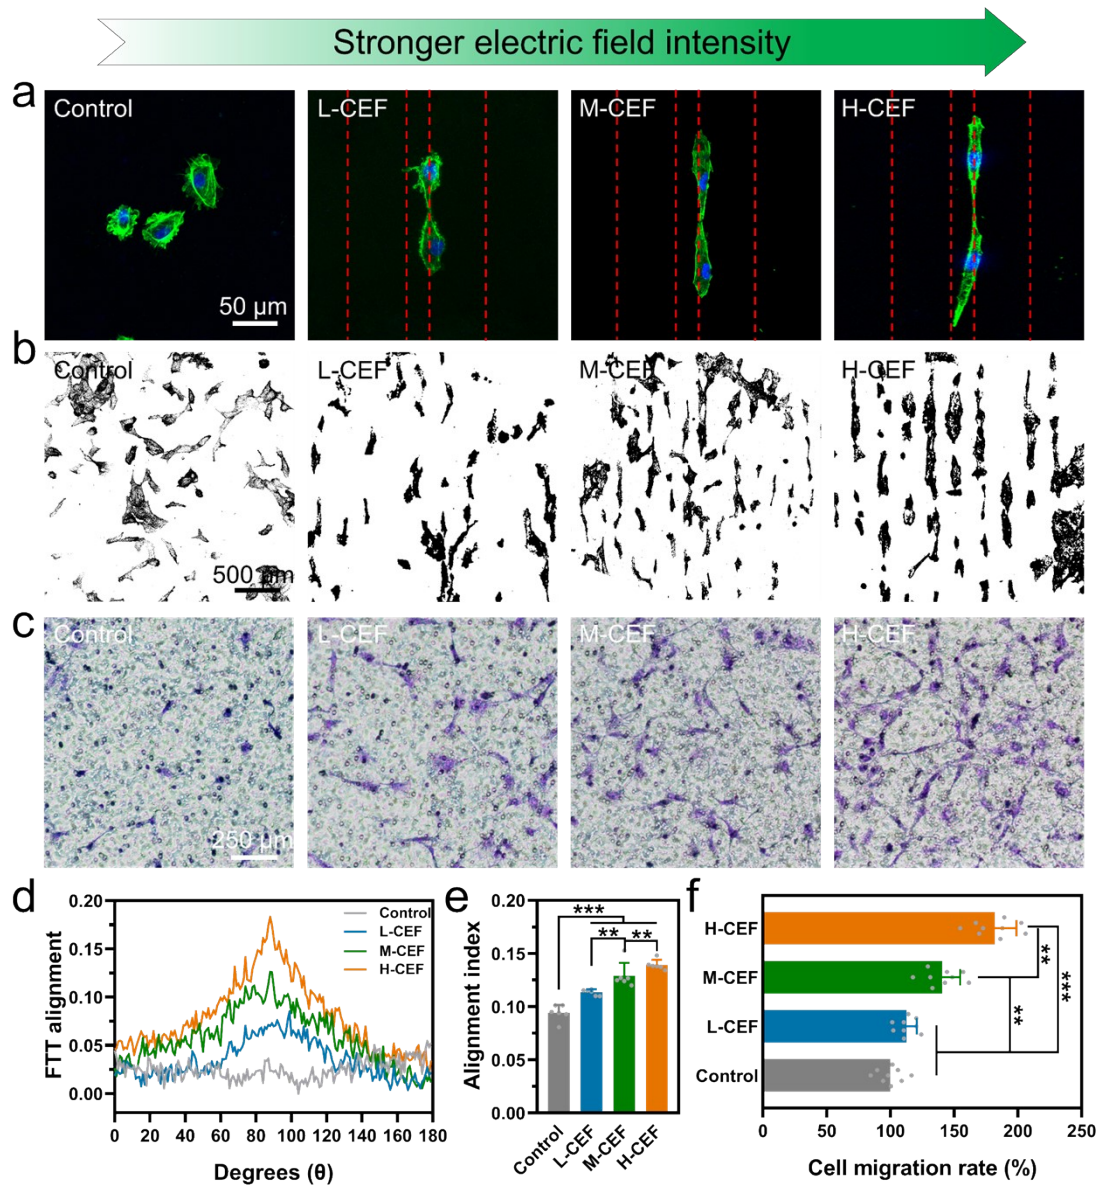 Stronger electric field intensity
a
Control
L-CEF
M-CEF
H-CEF
50 µm
b
Control
L-CEF
M-CEF
H-CEF
500 µm
c
Control
L-CEF
M-CEF
H-CEF
250 µm
d
FTT alignment
0.20
0.15
0.10
0.05
0.00
Control
L-CEF
M-CEF
H-CEF
0 20 40 60 80 100 120 140 160 180
Degrees (θ)
e
Alignment index
0.20
0.15
0.10
0.05
0.00
***
** **
Control
L-CEF
M-CEF
H-CEF
f
H-CEF
M-CEF
L-CEF
Control
**
**
***
0 50 100 150 200 250
Cell migration rate (%)